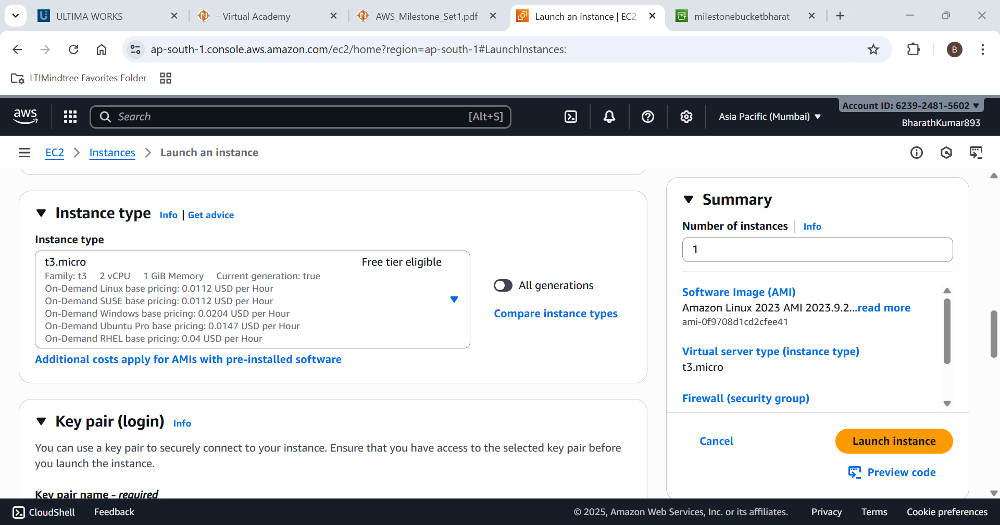 ULTIMA WORKS
- Virtual Academy
AWS_Milestone_Set1.pdf
Launch an instance | EC2
milestonebucketbharat -
ap-south-1.console.aws.amazon.com/ec2/home?region=ap-south-1#LaunchInstances:
B
LTIMindtree Favorites Folder
aws
Search
[Alt+S]
Asia Pacific (Mumbai)
Account ID: 6239-2481-5602
BharathKumar893
EC2
Instances
Launch an instance
Instance type
Info | Get advice
Instance type
t3.micro
Free tier eligible
Family: t3 2 vCPU 1 GiB Memory Current generation: true
On-Demand Linux base pricing: 0.0112 USD per Hour
On-Demand SUSE base pricing: 0.0112 USD per Hour
On-Demand Windows base pricing: 0.0204 USD per Hour
On-Demand Ubuntu Pro base pricing: 0.0147 USD per Hour
On-Demand RHEL base pricing: 0.04 USD per Hour
All generations
Compare instance types
Additional costs apply for AMIs with pre-installed software
Key pair (login)
Info
You can use a key pair to securely connect to your instance. Ensure that you have access to the selected key pair before
you launch the instance.
Key pair name - required
Summary
Number of instances
Info
1
Software Image (AMI)
Amazon Linux 2023 AMI 2023.9.2...read more
ami-0f9708d1cd2cfee41
Virtual server type (instance type)
t3.micro
Firewall (security group)
Cancel
Launch instance
Preview code
CloudShell
Feedback
© 2025, Amazon Web Services, Inc. or its affiliates.
Privacy
Terms
Cookie preferences